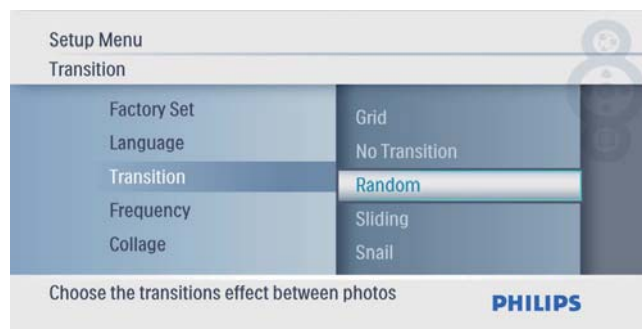 Setup Menu
Transition
Factory Set
Language
Transition
Frequency
Collage
Grid
No Transition
Random
Sliding
Snail
Choose the transitions effect between photos
PHILIPS